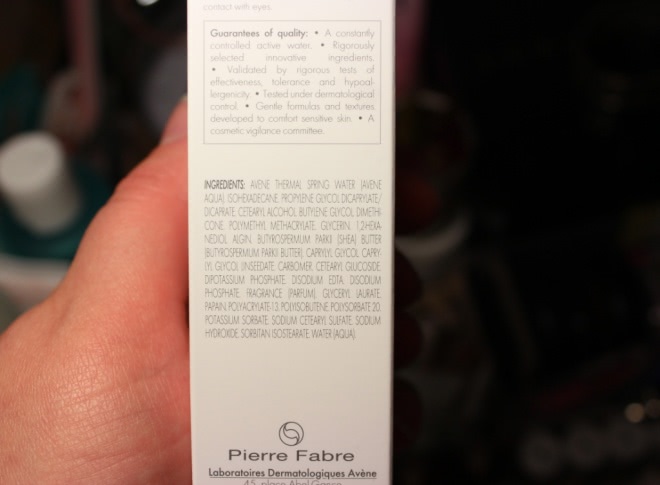 contact with eyes.
Guarantees of quality: • A constantly
controlled active water. • Rigorously
selected innovative ingredients.
• Validated by rigorous tests of
effectiveness, tolerance and hypoal-
lergenicity. • Tested under dermatological
control. • Gentle formulas and textures
developed to comfort sensitive skin. • A
cosmetic vigilance committee.
INGREDIENTS: AVENE THERMAL SPRING WATER (AVENE
AQUA). ISOHEXADECANE. PROPYLENE GLYCOL DICAPRYLATE/
DICAPRATE. CETEARYL ALCOHOL. BUTYLENE GLYCOL. DIMETHI-
CONE. POLYMETHYL METHACRYLATE. GLYCERIN. 1,2-HEXA-
NEDIOL. ALGIN. BUTYROSPERMUM PARKII (SHEA) BUTTER
(BUTYROSPERMUM PARKII BUTTER). CAPRYLYL GLYCOL. CAPRY-
LYL GLYCOL LINSEEDATE. CARBOMER. CETEARYL GLUCOSIDE.
DIPOTASSIUM PHOSPHATE. DISODIUM EDTA. DISODIUM
PHOSPHATE. FRAGRANCE (PARFUM). GLYCERYL LAURATE.
PAPAIN. POLYACRYLATE-13. POLYISOBUTENE. POLYSORBATE 20.
POTASSIUM SORBATE. SODIUM CETEARYL SULFATE. SODIUM
HYDROXIDE. SORBITAN ISOSTEARATE. WATER (AQUA).
Pierre Fabre
Laboratoires Dermatologiques Avène
45, place Abel-Gance